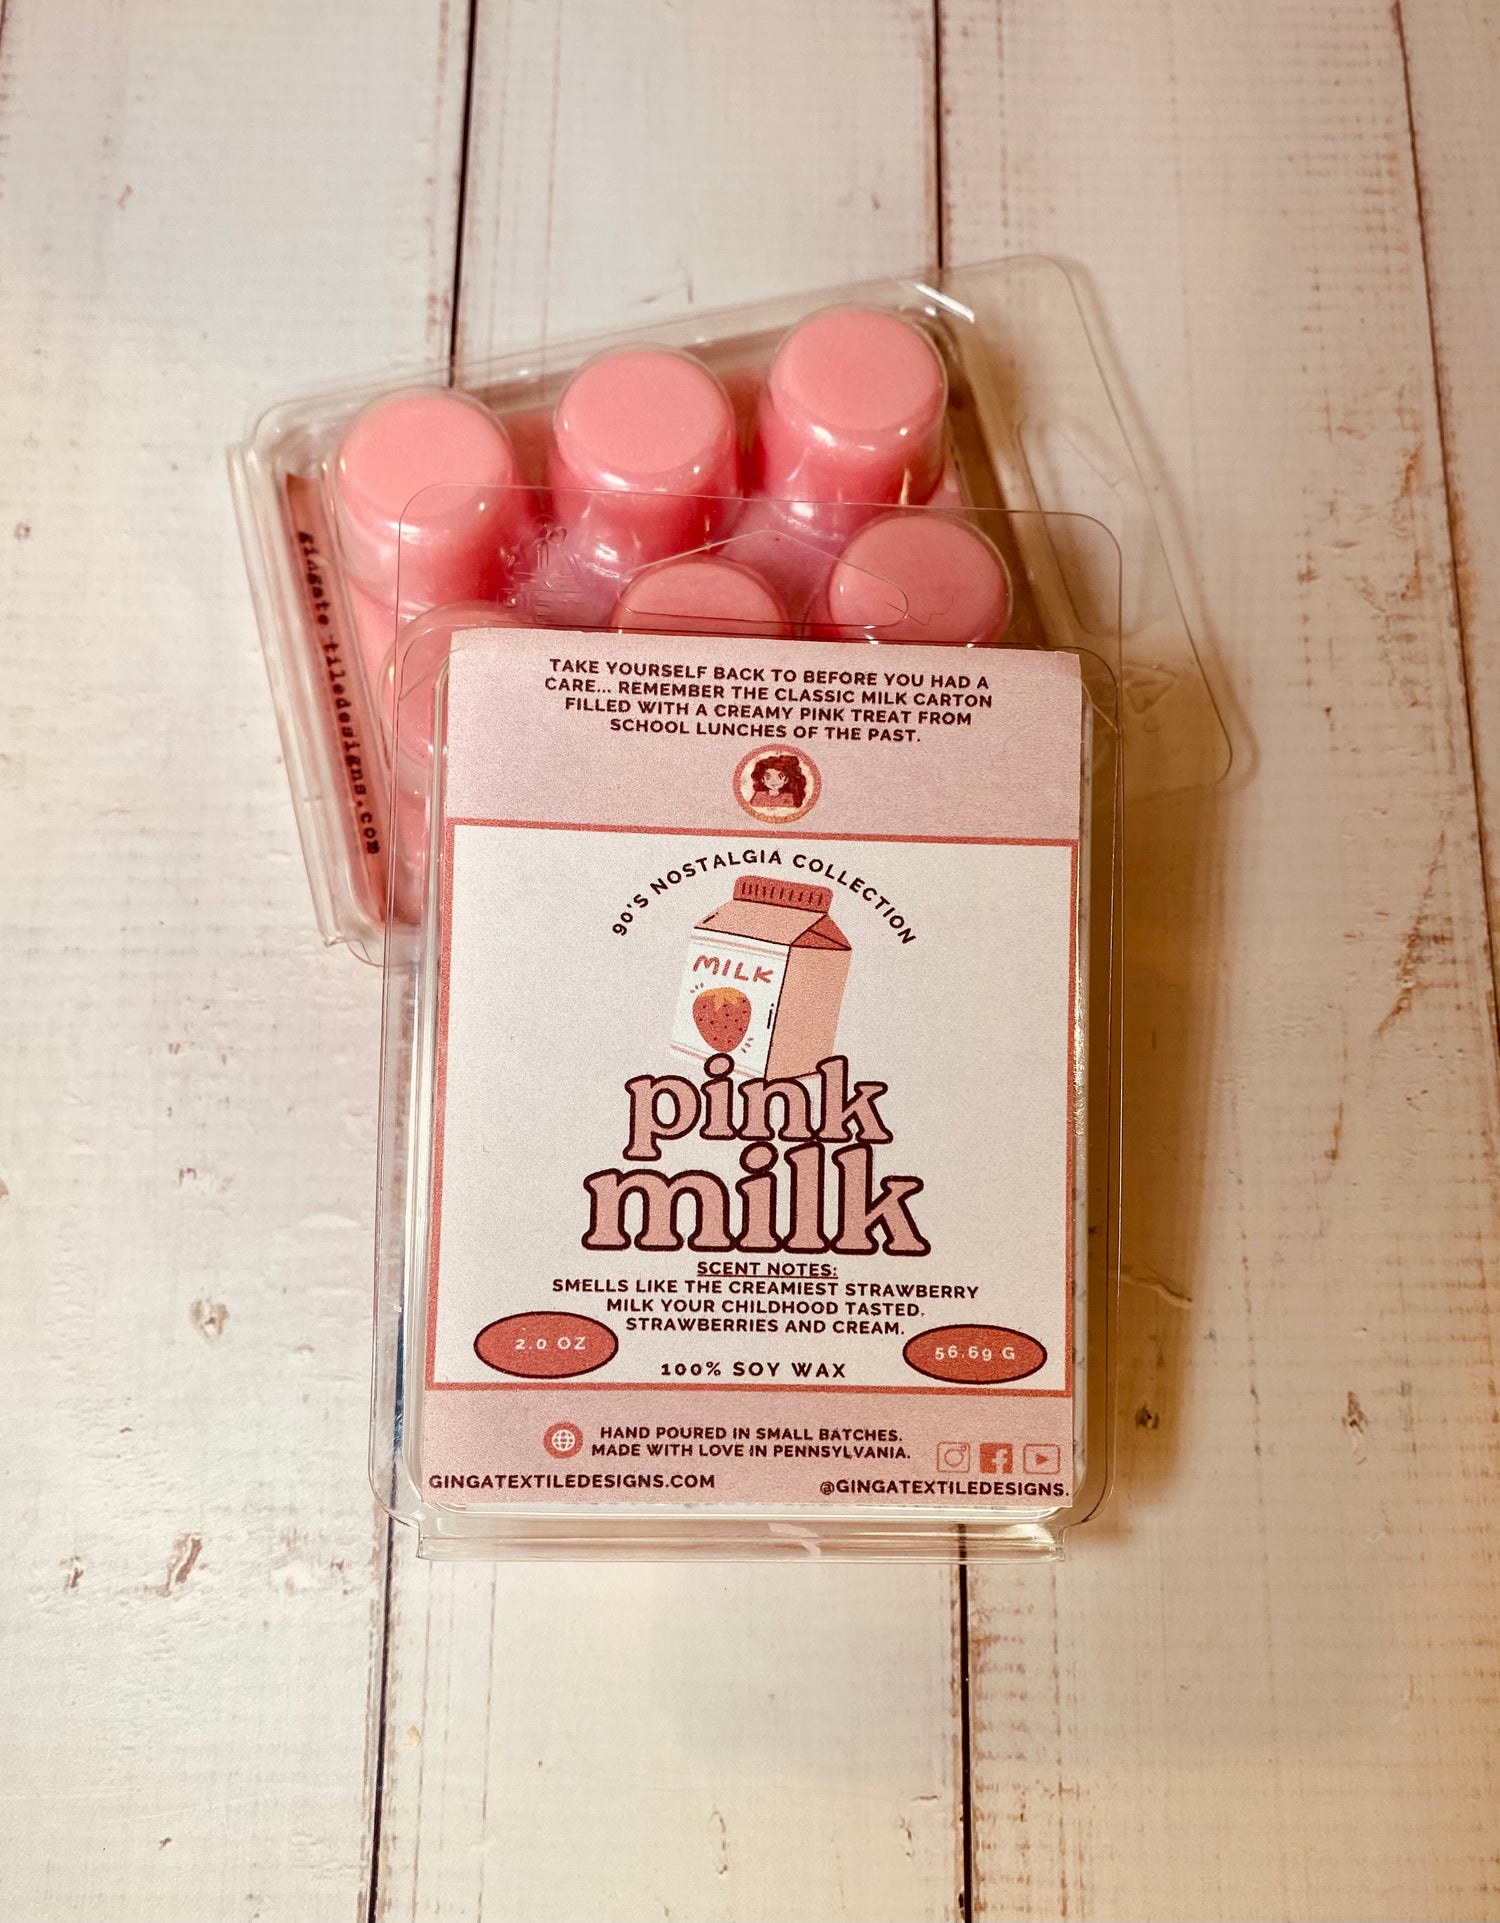 gingate tiledesigns.com
TAKE YOURSELF BACK TO BEFORE YOU HAD A
CARE... REMEMBER THE CLASSIC MILK CARTON
FILLED WITH A CREAMY PINK TREAT FROM
SCHOOL LUNCHES OF THE PAST.
90'S NOSTALGIA COLLECTION
MILK
pink
milk
SCENT NOTES:
SMELLS LIKE THE CREAMIEST STRAWBERRY
MILK YOUR CHILDHOOD TASTED.
STRAWBERRIES AND CREAM.
2.0 OZ
56.69 G
100% SOY WAX
HAND POURED IN SMALL BATCHES.
MADE WITH LOVE IN PENNSYLVANIA.
GINGATEXTILEDESIGNS.COM
@GINGATEXTILEDESIGNS.